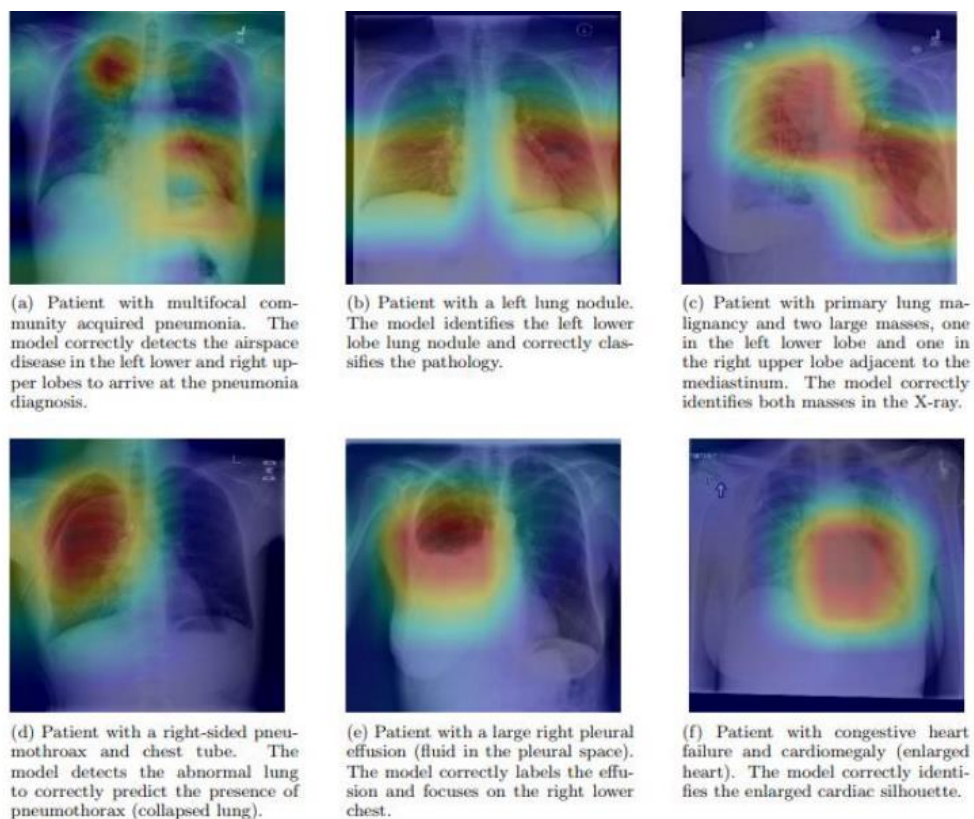 (a) Patient with multifocal com-
munity acquired pneumonia. The
model correctly detects the airspace
disease in the left lower and right up-
per lobes to arrive at the pneumonia
diagnosis.
(b) Patient with a left lung nodule.
The model identifies the left lower
lobe lung nodule and correctly clas-
sifies the pathology.
(c) Patient with primary lung ma-
lignancy and two large masses, one
in the left lower lobe and one in
the right upper lobe adjacent to the
mediastinum. The model correctly
identifies both masses in the X-ray.
(d) Patient with a right-sided pneu-
mothroax and chest tube. The
model detects the abnormal lung
to correctly predict the presence of
pneumothorax (collapsed lung).
(e) Patient with a large right pleural
effusion (fluid in the pleural space).
The model correctly labels the effu-
sion and focuses on the right lower
chest.
(f) Patient with congestive heart
failure and cardiomegaly (enlarged
heart). The model correctly identi-
fies the enlarged cardiac silhouette.